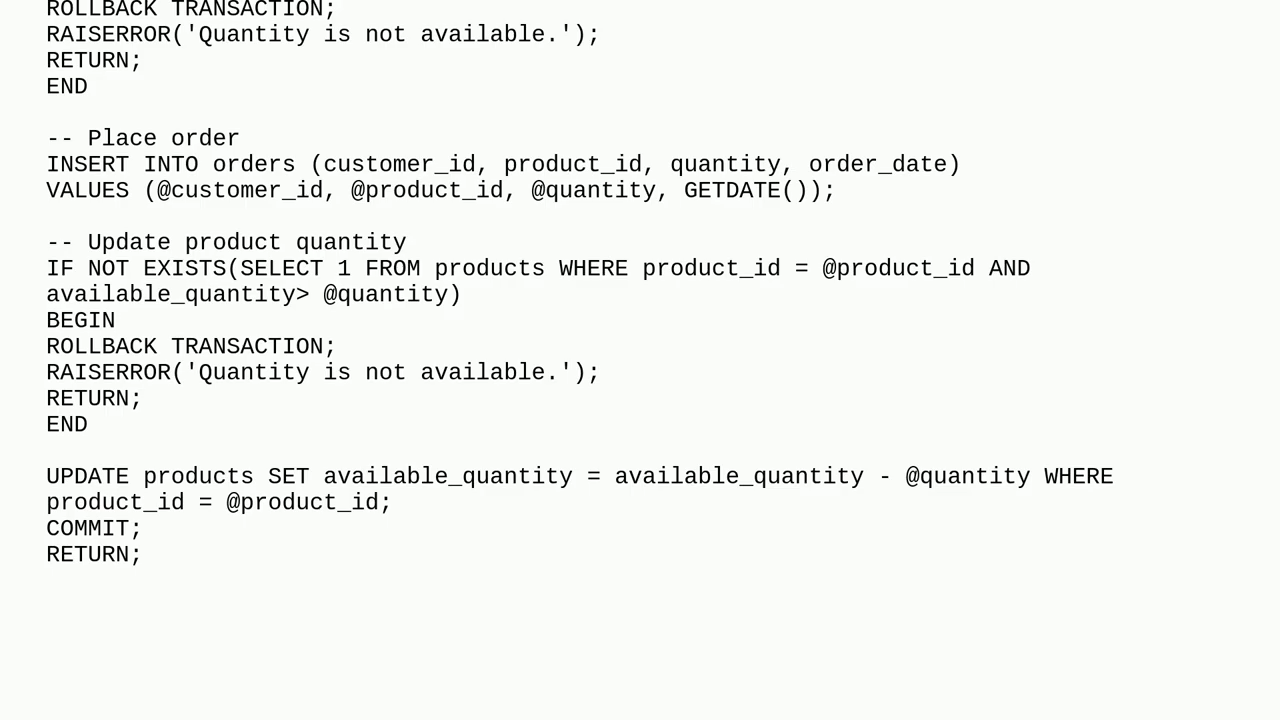 ROLLBACK TRANSACTION;
RAISERROR('Quantity is not available.');
RETURN;
END
-- Place order
INSERT INTO orders (customer_id, product_id, quantity, order_date)
VALUES (@customer_id, @product_id, @quantity, GETDATE());
-- Update product quantity
IF NOT EXISTS(SELECT 1 FROM products WHERE product_id = @product_id AND
available_quantity> @quantity)
BEGIN
ROLLBACK TRANSACTION;
RAISERROR('Quantity is not available.');
RETURN;
END
UPDATE products SET available_quantity = available_quantity - @quantity WHERE
product_id = @product_id;
COMMIT;
RETURN;